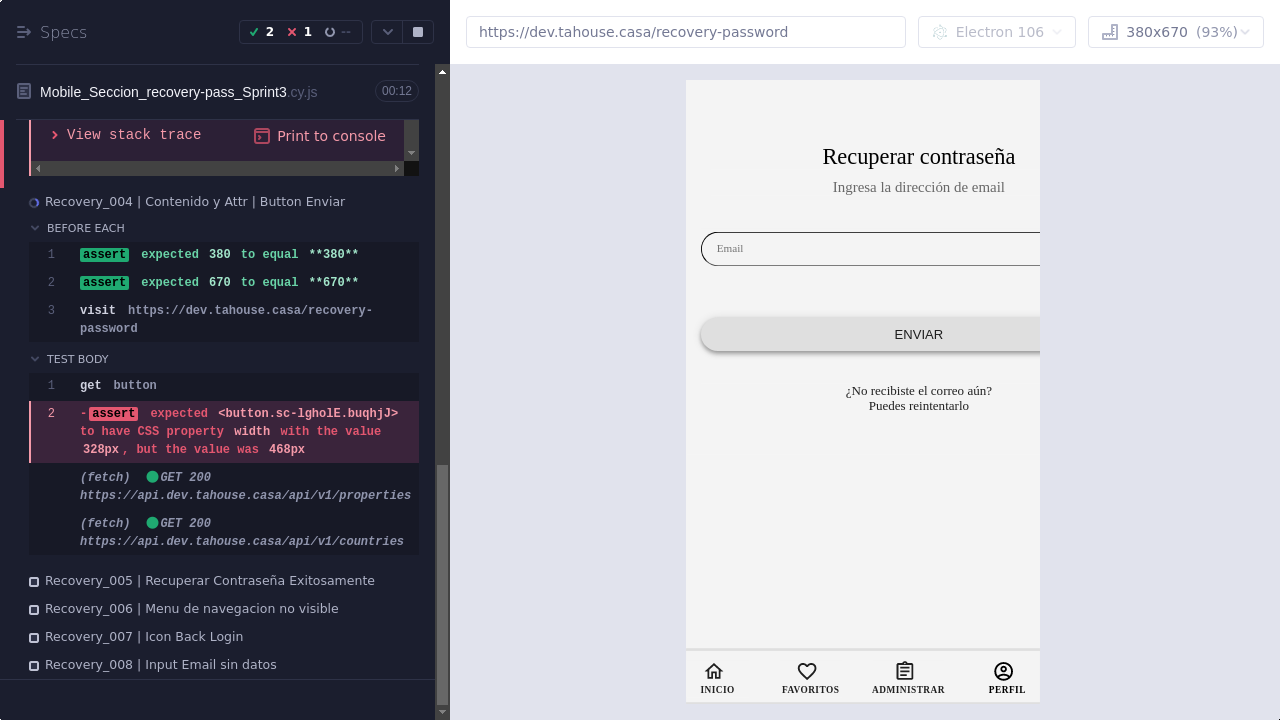 Specs
2
1
--
Mobile_Seccion_recovery-pass_Sprint3.cy.js
00:12
View stack trace
Print to console
Recovery_004 | Contenido y Attr | Button Enviar
BEFORE EACH
1 assert expected 380 to equal **380**
2 assert expected 670 to equal **670**
3 visit https://dev.tahouse.casa/recovery-
password
TEST BODY
1 get button
2 -assert expected <button.sc-lgholE.buqhjJ>
to have CSS property width with the value
328px, but the value was 468px
(fetch) GET 200
https://api.dev.tahouse.casa/api/v1/properties
(fetch) GET 200
https://api.dev.tahouse.casa/api/v1/countries
Recovery_005 | Recuperar Contraseña Exitosamente
Recovery_006 | Menu de navegacion no visible
Recovery_007 | Icon Back Login
Recovery_008 | Input Email sin datos
https://dev.tahouse.casa/recovery-password
Electron 106
380x670 (93%)
Recuperar contraseña
Ingresa la dirección de email
Email
ENVIAR
¿No recibiste el correo aún?
Puedes reintentarlo
INICIO
FAVORITOS
ADMINISTRAR
PERFIL